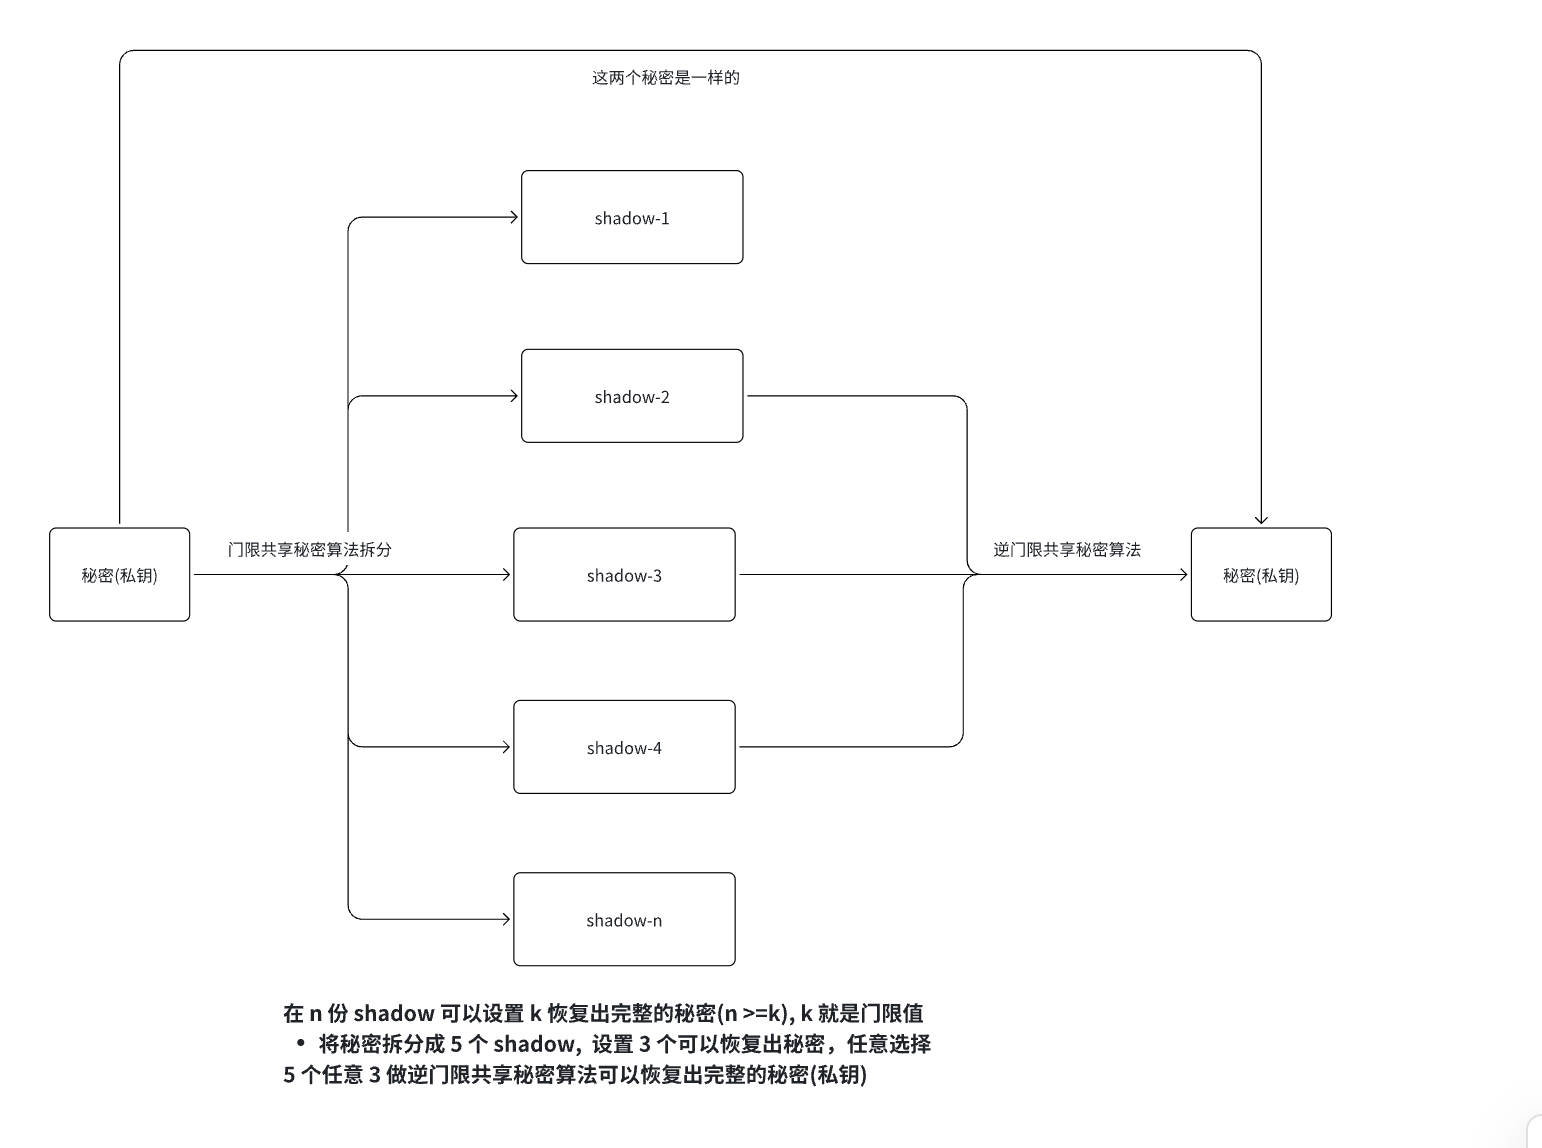 这两个秘密是一样的
shadow-1
shadow-2
门限共享秘密算法拆分
逆门限共享秘密算法
秘密(私钥)
shadow-3
秘密(私钥)
shadow-4
shadow-n
在 n 份 shadow 可以设置 k 恢复出完整的秘密(n >=k), k 就是门限值
• 将秘密拆分成 5 个 shadow, 设置 3 个可以恢复出秘密，任意选择
5 个任意 3 做逆门限共享秘密算法可以恢复出完整的秘密(私钥)